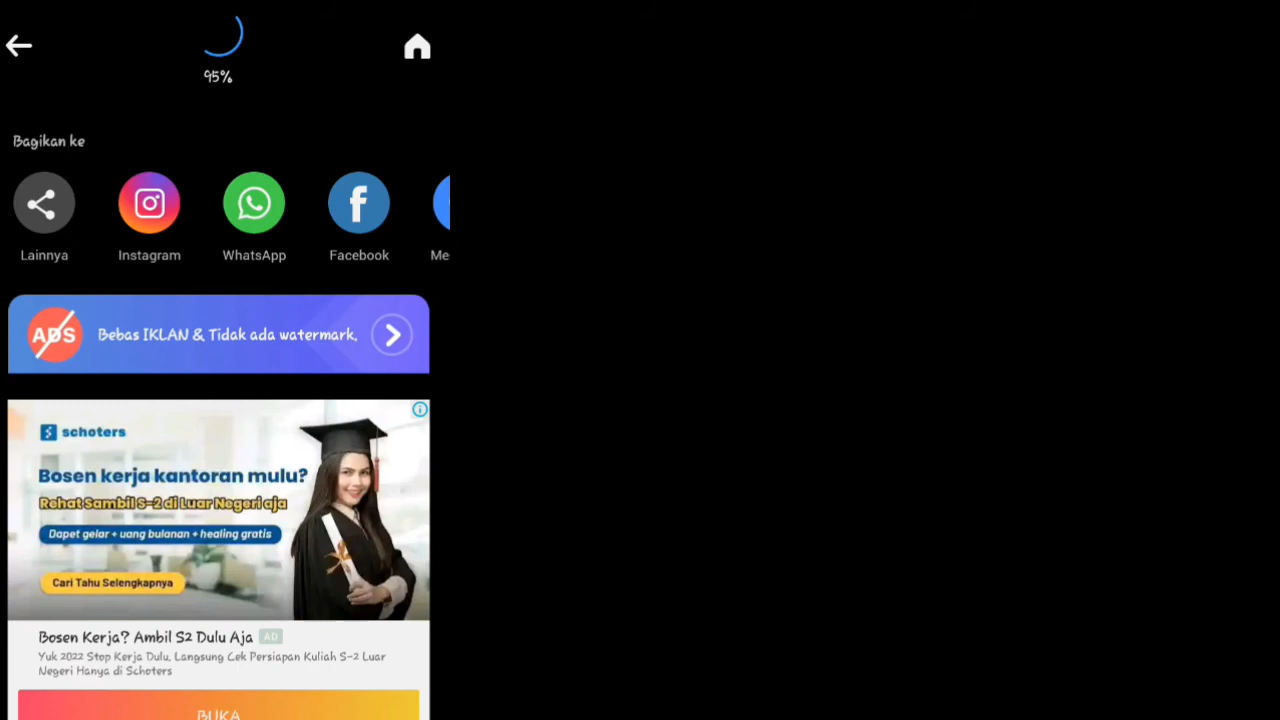 95%
Bagikan ke
Lainnya
Instagram
WhatsApp
Facebook
Me
ADS
Bebas IKLAN & Tidak ada watermark.
schoters
Bosen kerja kantoran mulu?
Rehat Sambil S-2 di Luar Negeri aja
Dapet gelar + uang bulanan + healing gratis
Cari Tahu Selengkapnya
Bosen Kerja? Ambil S2 Dulu Aja AD
Yuk 2022 Stop Kerja Dulu, Langsung Cek Persiapan Kuliah S-2 Luar
Negeri Hanya di Schoters
BUKA